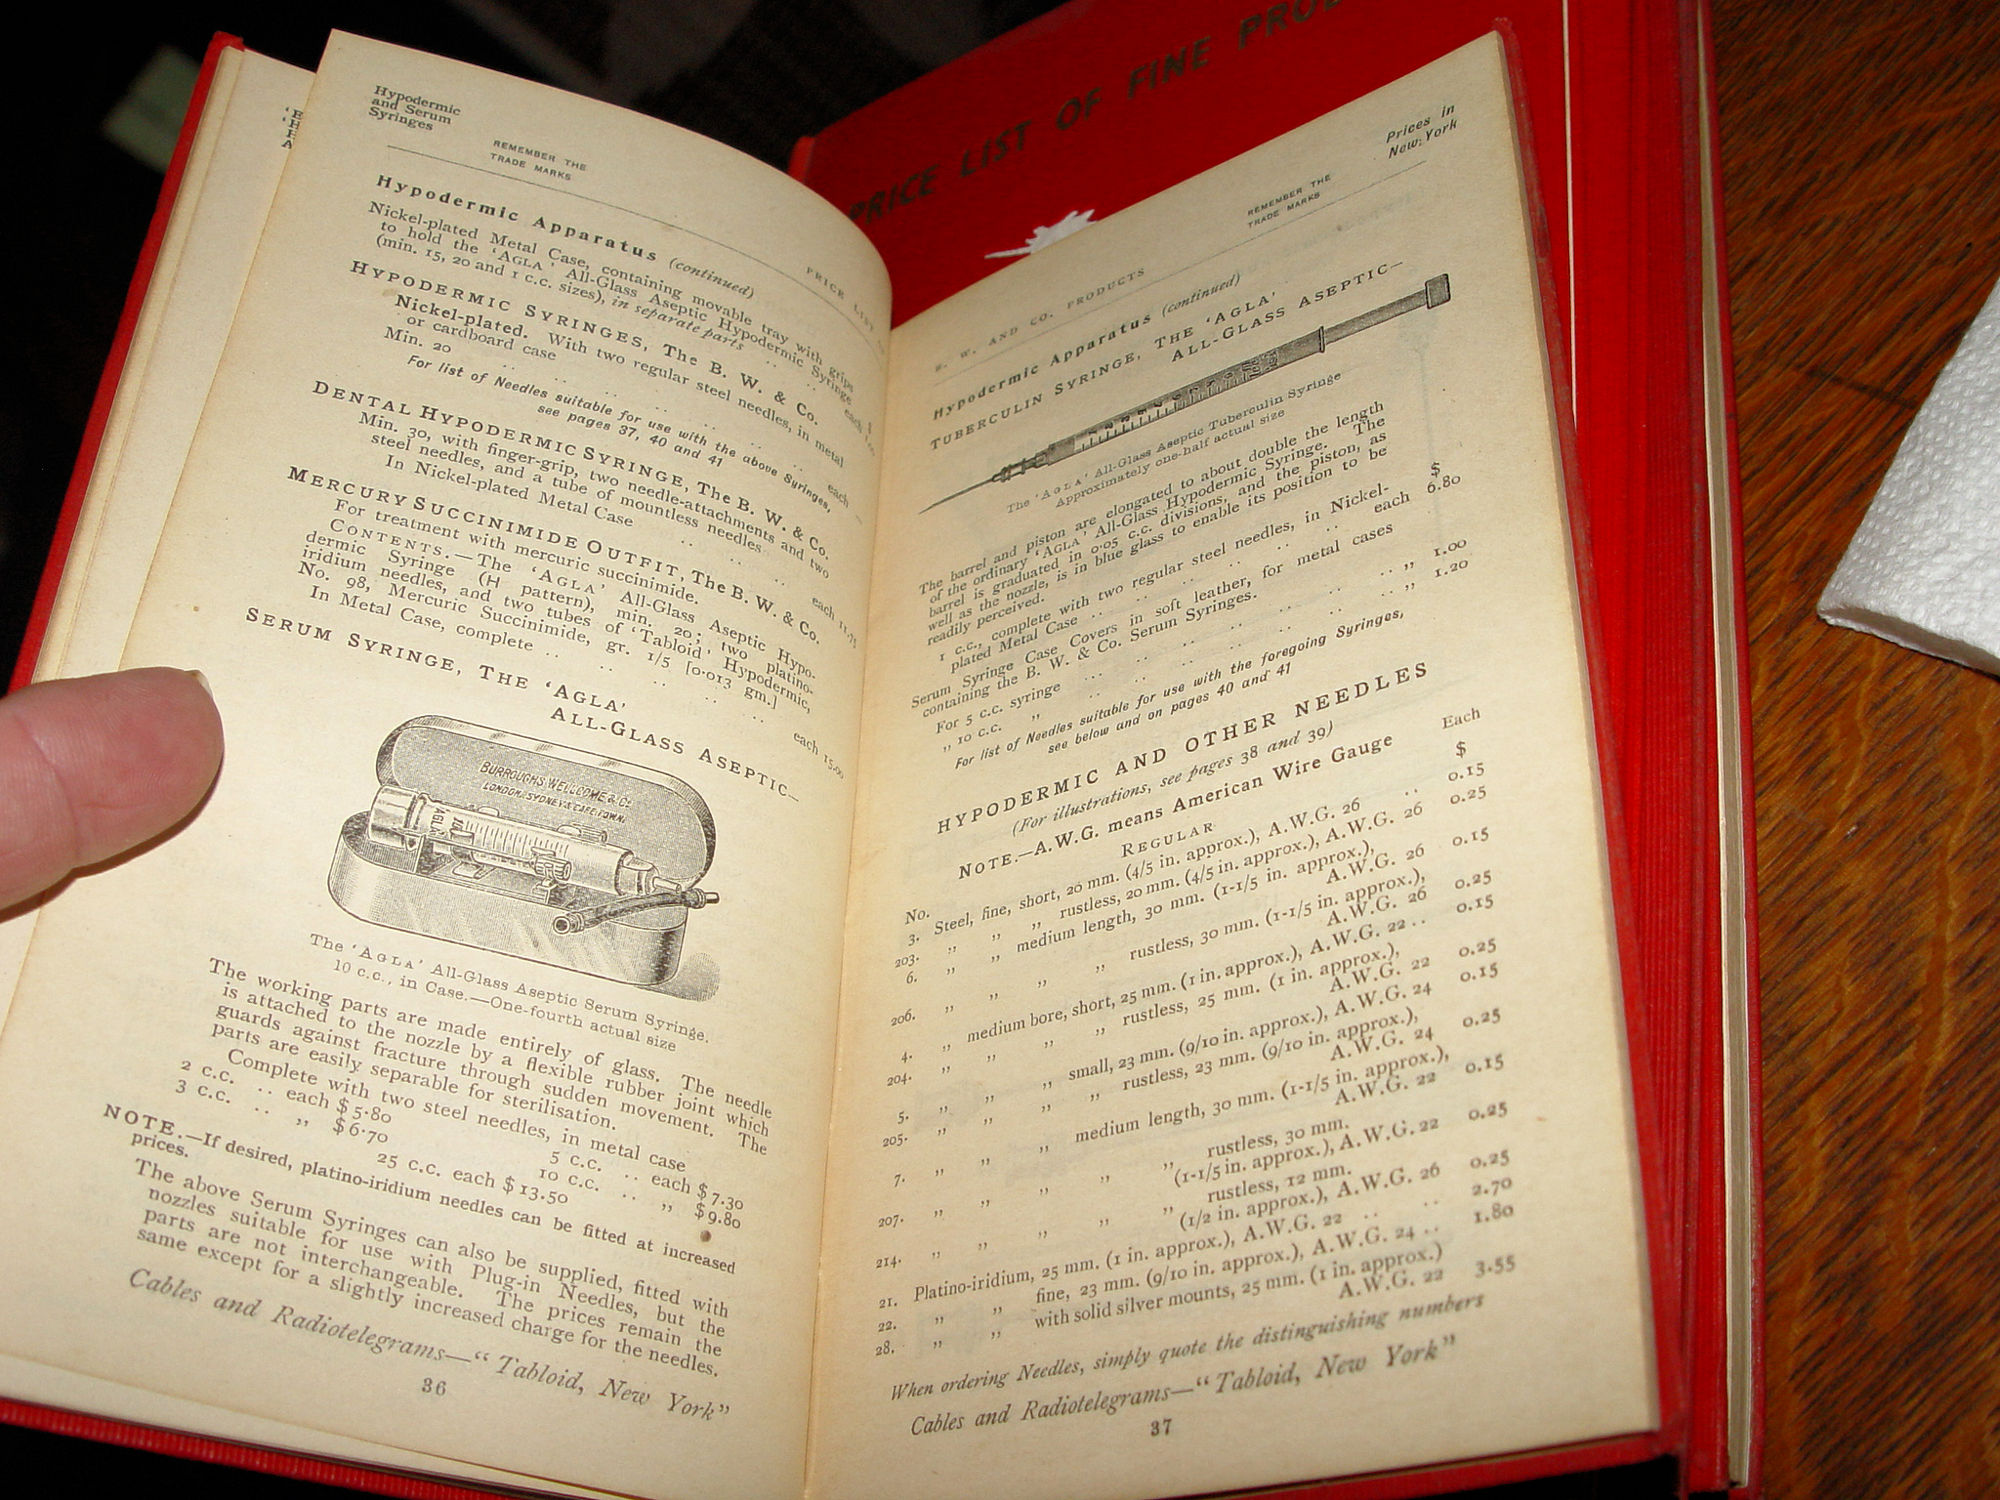 PRICE LIST OF FINE
Hypodermic
and Serum
Syringes
REMEMBER THE
TRADE MARKS
PRICE LIST
Hypodermic Apparatus (continued)
Nickel-plated Metal Case, containing movable tray with grips
to hold the 'AGLA' All-Glass Aseptic Hypodermic Syringe
(min. 15, 20 and 1 c.c. sizes), in separate parts .. .. each
$
HYPODERMIC SYRINGES, The B. W. & Co.
Nickel-plated. With two regular steel needles, in metal
or cardboard case
Min. 20 .. .. .. .. .. .. each
For list of Needles suitable for use with the above Syringes,
see pages 37, 40 and 41
DENTAL HYPODERMIC SYRINGE, The B. W. & Co.
Min. 30, with finger-grip, two needle-attachments and two
steel needles, and a tube of mountless needles
In Nickel-plated Metal Case .. .. .. each 11.75
MERCURY SUCCINIMIDE OUTFIT, The B. W. & Co.
For treatment with mercuric succinimide.
CONTENTS.—The 'AGLA' All-Glass Aseptic Hypo-
dermic Syringe (H pattern), min. 20; two platino-
iridium needles, and two tubes of 'Tabloid' Hypodermic,
No. 98, Mercuric Succinimide, gr. 1/5 [0·013 gm.]
In Metal Case, complete .. .. .. .. each 15.00
SERUM SYRINGE, THE 'AGLA'
ALL-GLASS ASEPTIC—
BURROUGHS WELLCOME & Co.
LONDON, SYDNEY & CAPE TOWN.
AGLA
The 'AGLA' All-Glass Aseptic Serum Syringe.
10 c.c., in Case.—One-fourth actual size
The working parts are made entirely of glass. The needle
is attached to the nozzle by a flexible rubber joint which
guards against fracture through sudden movement. The
parts are easily separable for sterilisation.
Complete with two steel needles, in metal case
2 c.c. .. each $5.80 5 c.c. .. each $7.30
3 c.c. .. ,, $6.70 10 c.c. .. ,, $9.80
25 c.c. each $13.50
NOTE.—If desired, platino-iridium needles can be fitted at increased
prices.
The above Serum Syringes can also be supplied, fitted with
nozzles suitable for use with Plug-in Needles, but the
parts are not interchangeable. The prices remain the
same except for a slightly increased charge for the needles.
Cables and Radiotelegrams—"Tabloid, New York"
36
Prices in
New York
REMEMBER THE
TRADE MARKS
B. W. AND CO. PRODUCTS
Hypodermic Apparatus (continued)
TUBERCULIN SYRINGE, THE 'AGLA'
ALL-GLASS ASEPTIC—
The 'AGLA' All-Glass Aseptic Tuberculin Syringe
Approximately one-half actual size
The barrel and piston are elongated to about double the length
of the ordinary 'AGLA' All-Glass Hypodermic Syringe. The
barrel is graduated in 0·05 c.c. divisions, and the piston, as
well as the nozzle, is in blue glass to enable its position to be
readily perceived.
$
1 c.c., complete with two regular steel needles, in Nickel-
plated Metal Case .. .. .. .. .. each 6.80
Serum Syringe Case Covers in soft leather, for metal cases
containing the B. W. & Co. Serum Syringes.
For 5 c.c. syringe .. .. .. .. .. ,, 1.00
,, 10 c.c. ,, .. .. .. .. .. ,, 1.20
For list of Needles suitable for use with the foregoing Syringes,
see below and on pages 40 and 41
HYPODERMIC AND OTHER NEEDLES
(For illustrations, see pages 38 and 39)
NOTE.—A.W.G. means American Wire Gauge
Each
REGULAR $
No.
3. Steel, fine, short, 20 mm. (4/5 in. approx.), A.W.G. 26 .. 0.15
203. ,, ,, ,, rustless, 20 mm. (4/5 in. approx.), A.W.G. 26 0.25
6. ,, ,, medium length, 30 mm. (1-1/5 in. approx.),
A.W.G. 26 0.15
206. ,, ,, ,, ,, rustless, 30 mm. (1-1/5 in. approx.),
A.W.G. 26 0.25
4. ,, medium bore, short, 25 mm. (1 in. approx.), A.W.G. 22 .. 0.15
204. ,, ,, ,, ,, rustless, 25 mm. (1 in. approx.),
A.W.G. 22 0.25
5. ,, ,, ,, small, 23 mm. (9/10 in. approx.), A.W.G. 24 0.15
205. ,, ,, ,, ,, rustless, 23 mm. (9/10 in. approx.),
A.W.G. 24 0.25
7. ,, ,, ,, medium length, 30 mm. (1-1/5 in. approx.),
A.W.G. 22 0.15
207. ,, ,, ,, ,, ,, rustless, 30 mm.
(1-1/5 in. approx.), A.W.G. 22 0.25
214. ,, ,, ,, ,, ,, rustless, 12 mm.
(1/2 in. approx.), A.W.G. 26 0.25
21. Platino-iridium, 25 mm. (1 in. approx.), A.W.G. 22 .. .. 2.70
22. ,, ,, fine, 23 mm. (9/10 in. approx.), A.W.G. 24 .. 1.80
28. ,, ,, with solid silver mounts, 25 mm. (1 in. approx.)
A.W.G. 22 3.55
When ordering Needles, simply quote the distinguishing numbers
Cables and Radiotelegrams—"Tabloid, New York"
37